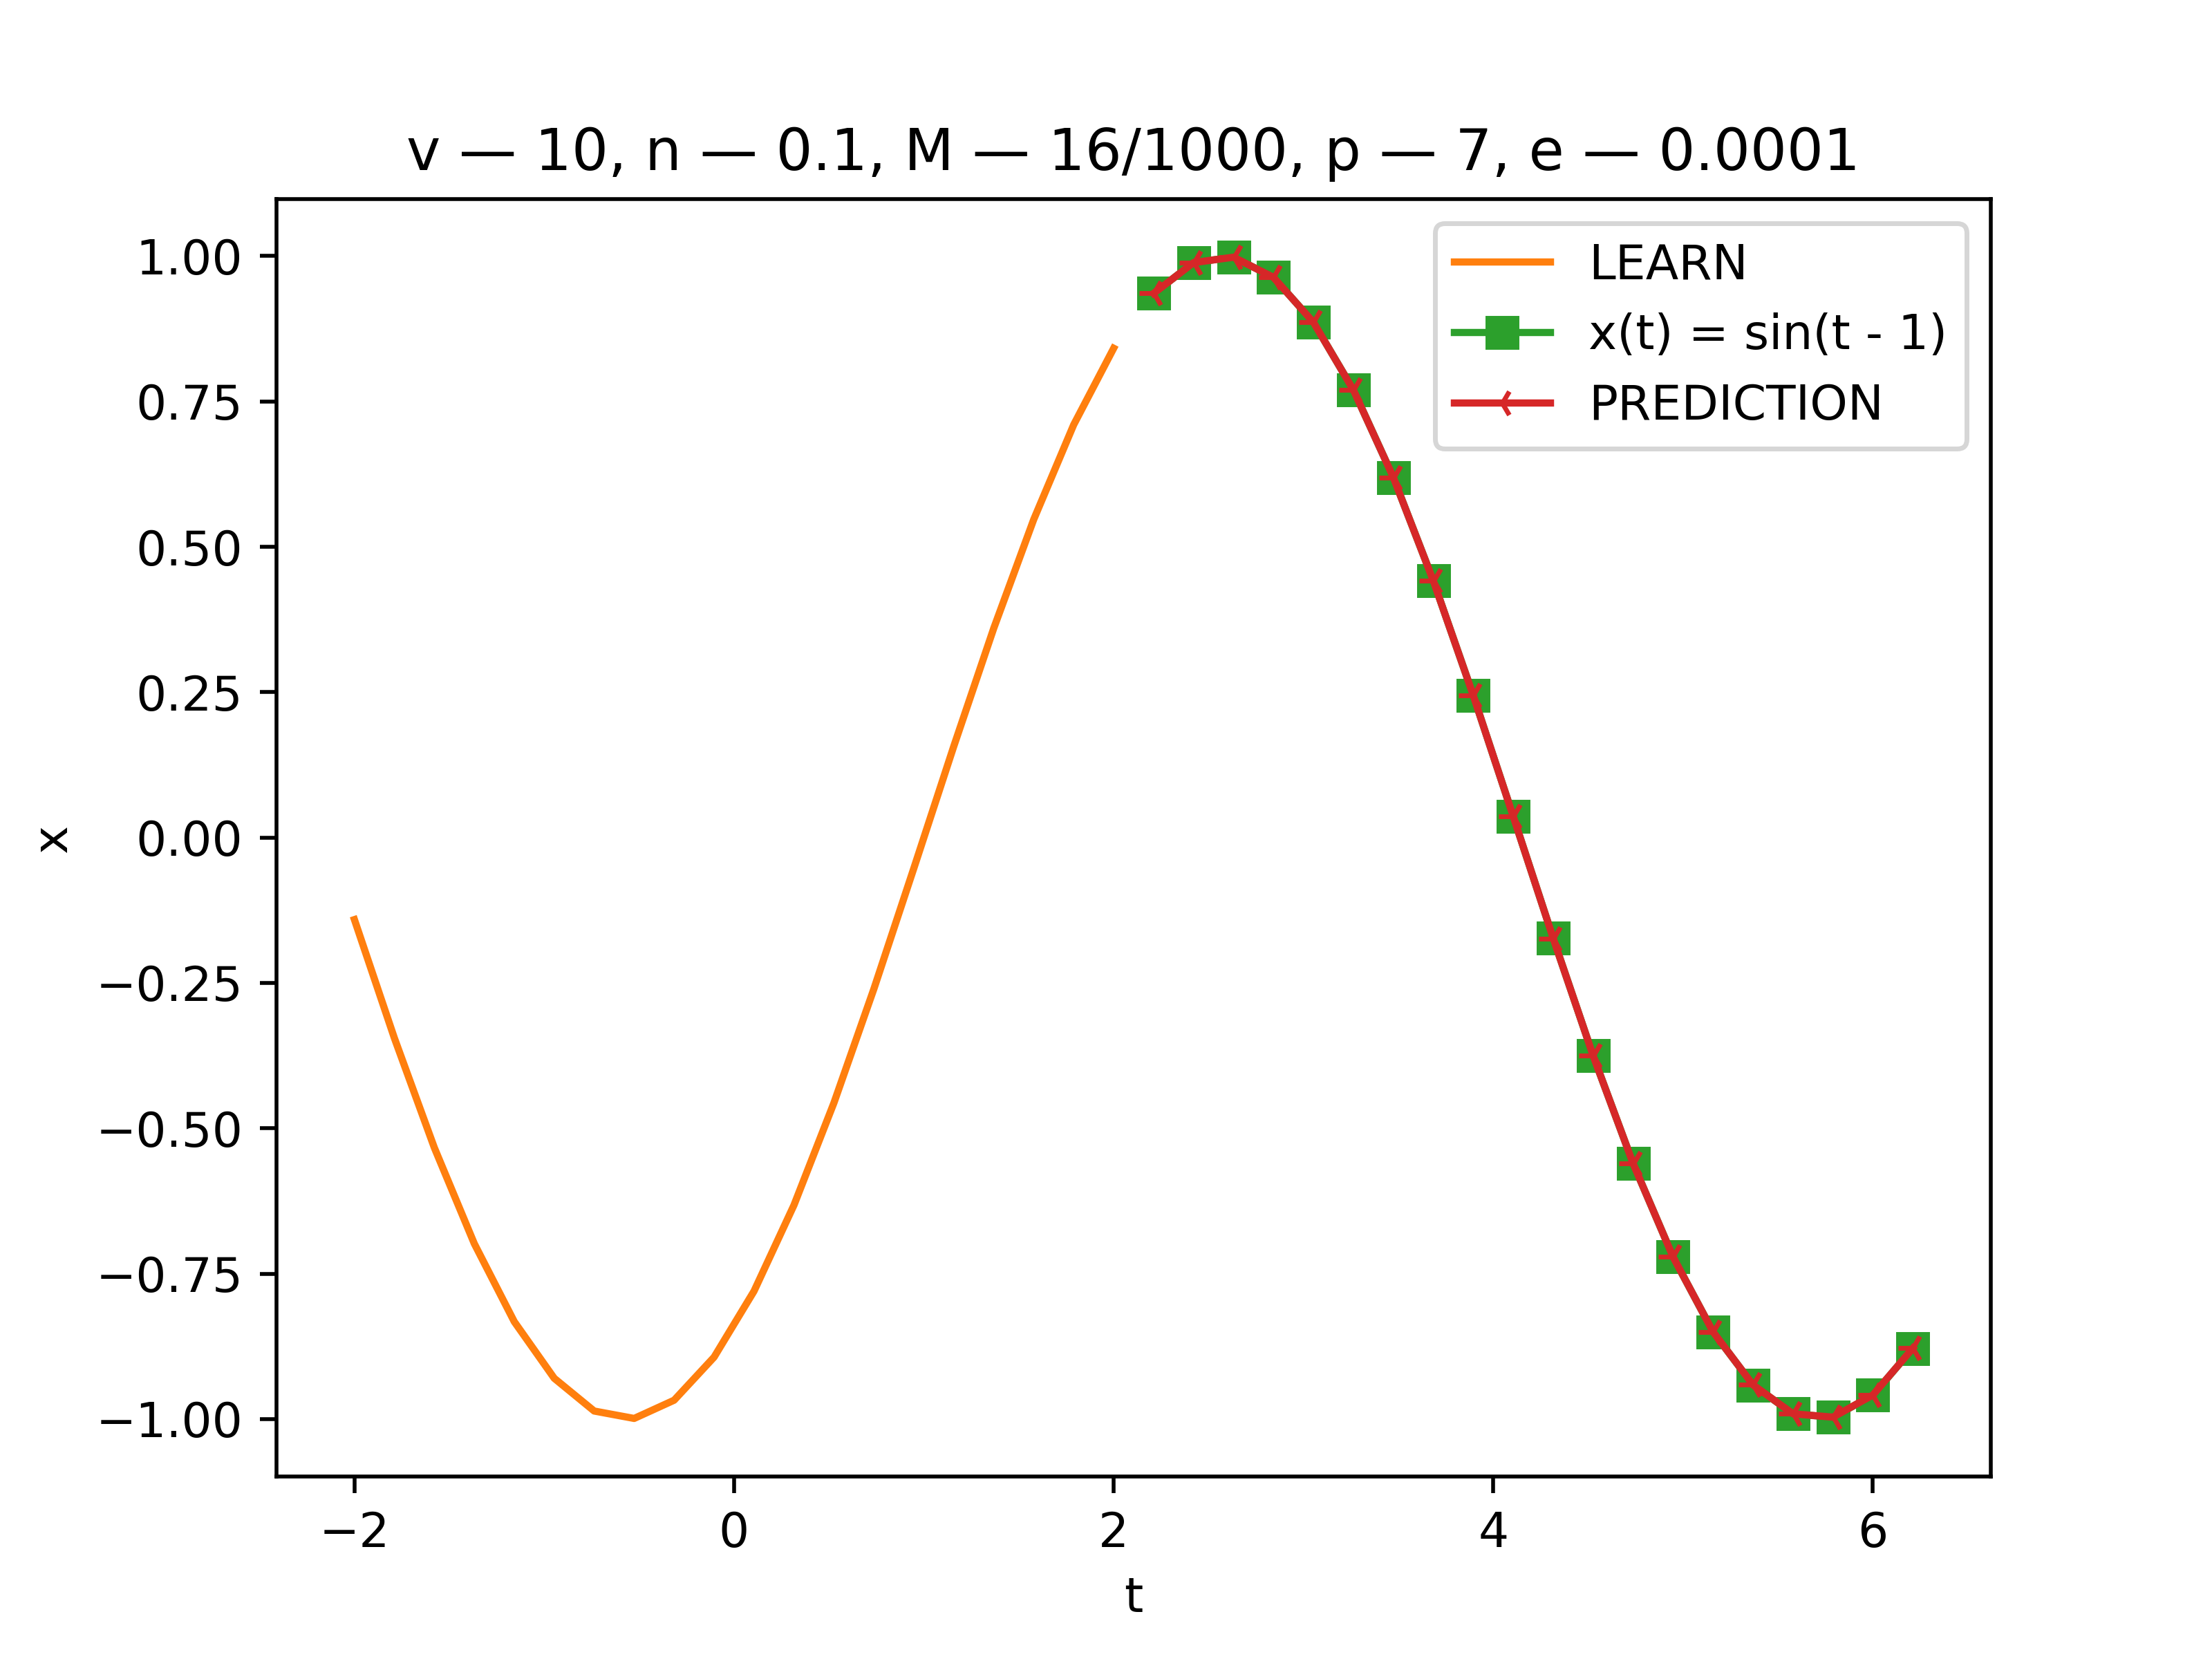 v — 10, n — 0.1, M — 16/1000, p — 7, e — 0.0001
LEARN
x(t) = sin(t - 1)
PREDICTION
1.00
0.75
0.50
0.25
0.00
−0.25
−0.50
−0.75
−1.00
x
−2 0 2 4 6
t